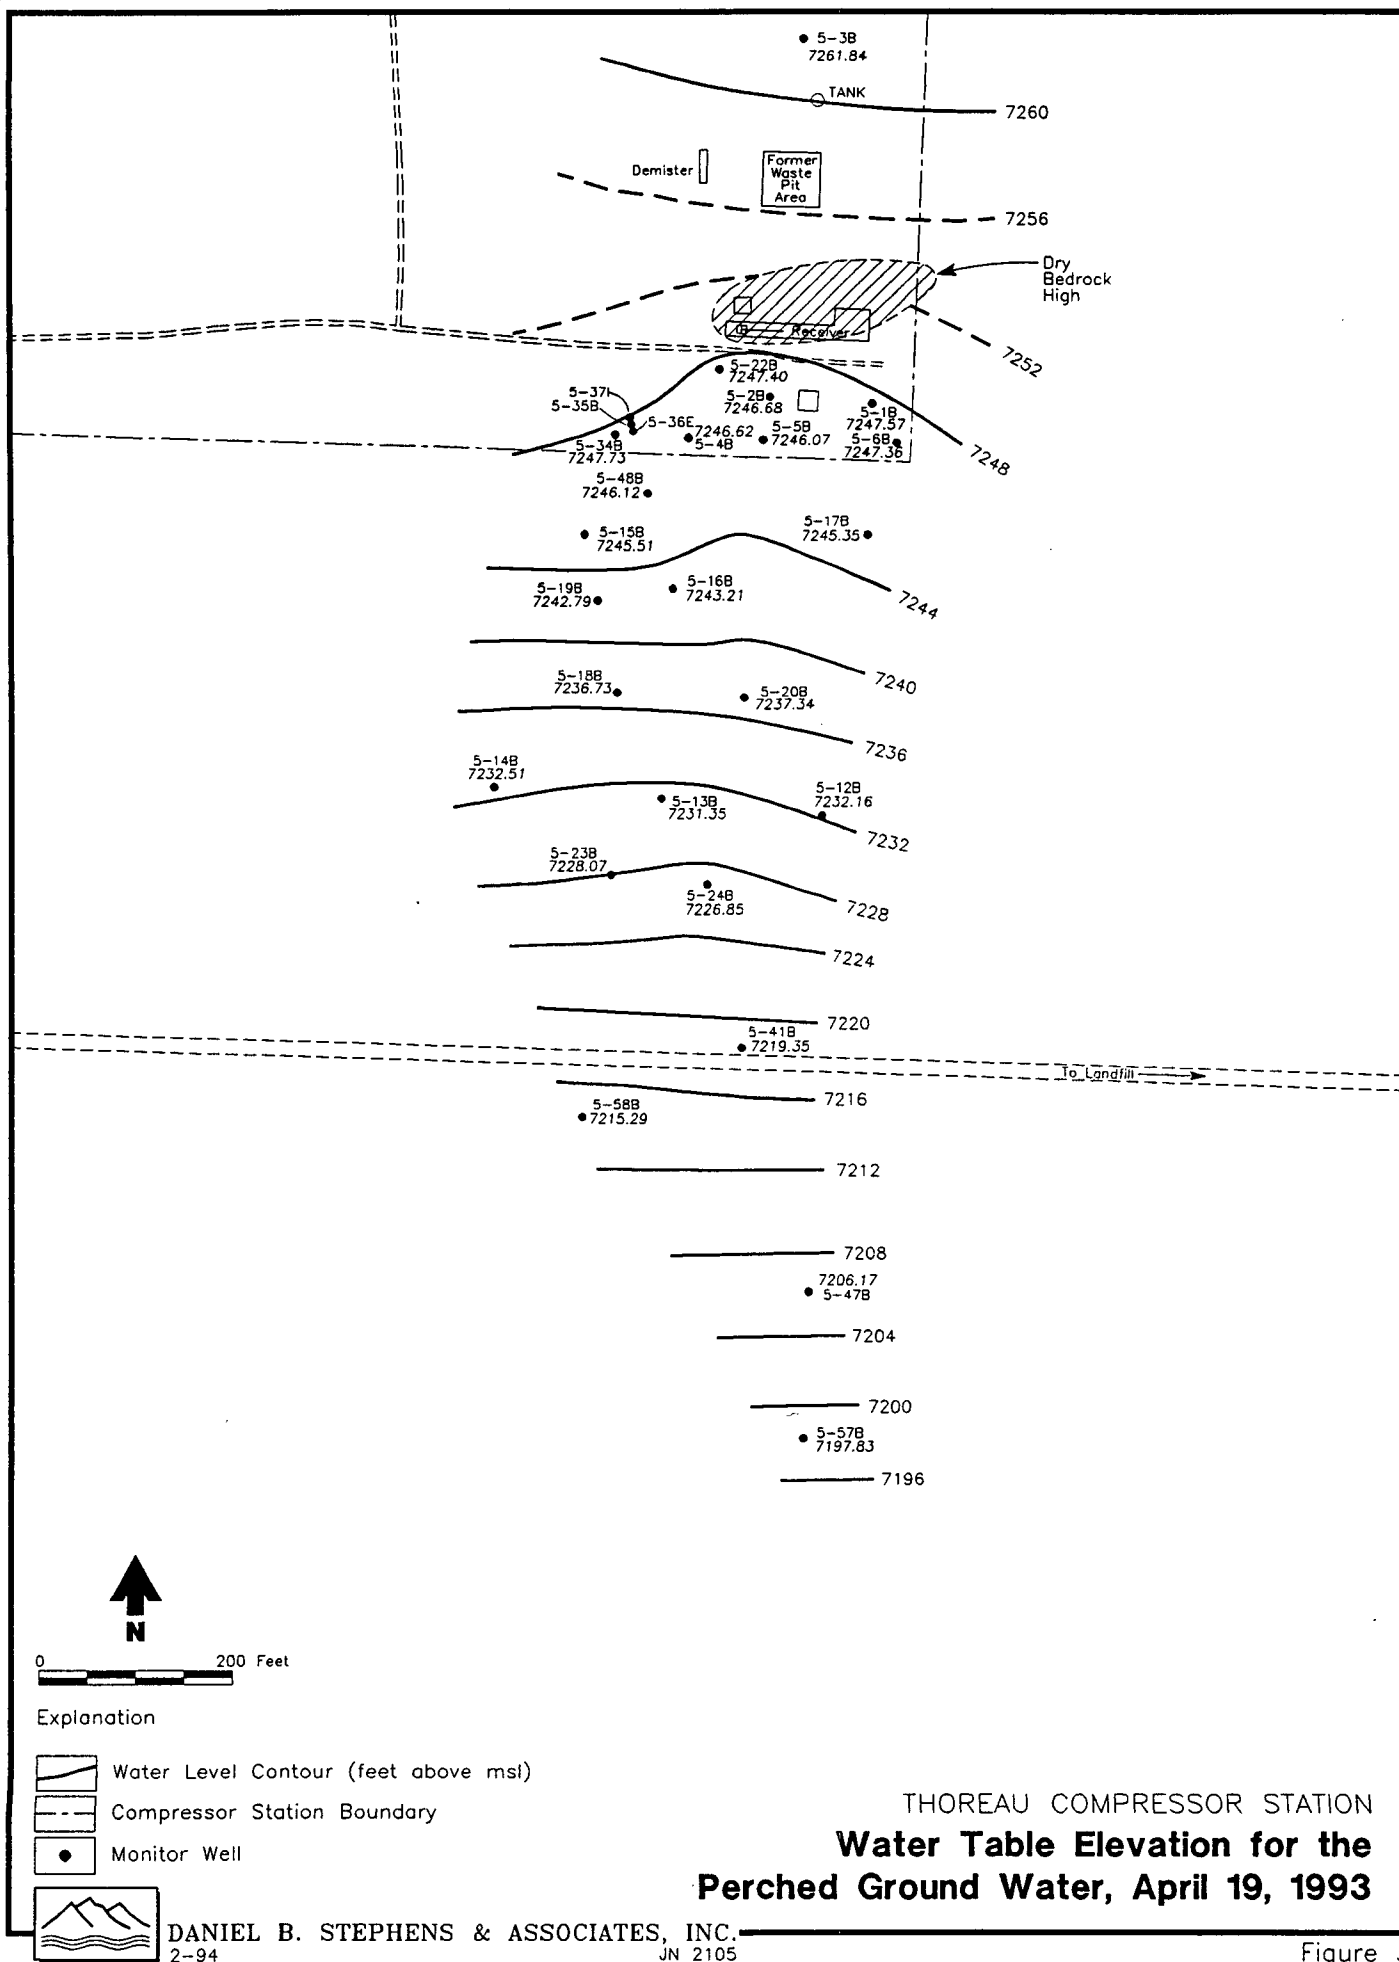 5-3B
7261.84
TANK
7260
Demister
Former
Waste
Pit
Area
7256
Dry
Bedrock
High
Receiver
7252
5-22B
7247.40
5-37I
5-35B
5-2B
7246.68
5-1B
7247.57
5-36E
7246.62
5-4B
5-5B
7246.07
5-6B
7247.36
5-34B
7247.73
7248
5-48B
7246.12
5-15B
7245.51
5-17B
7245.35
5-19B
7242.79
5-16B
7243.21
7244
5-18B
7236.73
5-20B
7237.34
7240
7236
5-14B
7232.51
5-13B
7231.35
5-12B
7232.16
7232
5-23B
7228.07
5-24B
7226.85
7228
7224
7220
5-41B
7219.35
To Landfill
7216
5-58B
7215.29
7212
7208
7206.17
5-47B
7204
7200
5-57B
7197.83
7196
N
0 200 Feet
Explanation
Water Level Contour (feet above msl)
Compressor Station Boundary
Monitor Well
THOREAU COMPRESSOR STATION
Water Table Elevation for the
Perched Ground Water, April 19, 1993
DANIEL B. STEPHENS & ASSOCIATES, INC.
2-94 JN 2105
Figure